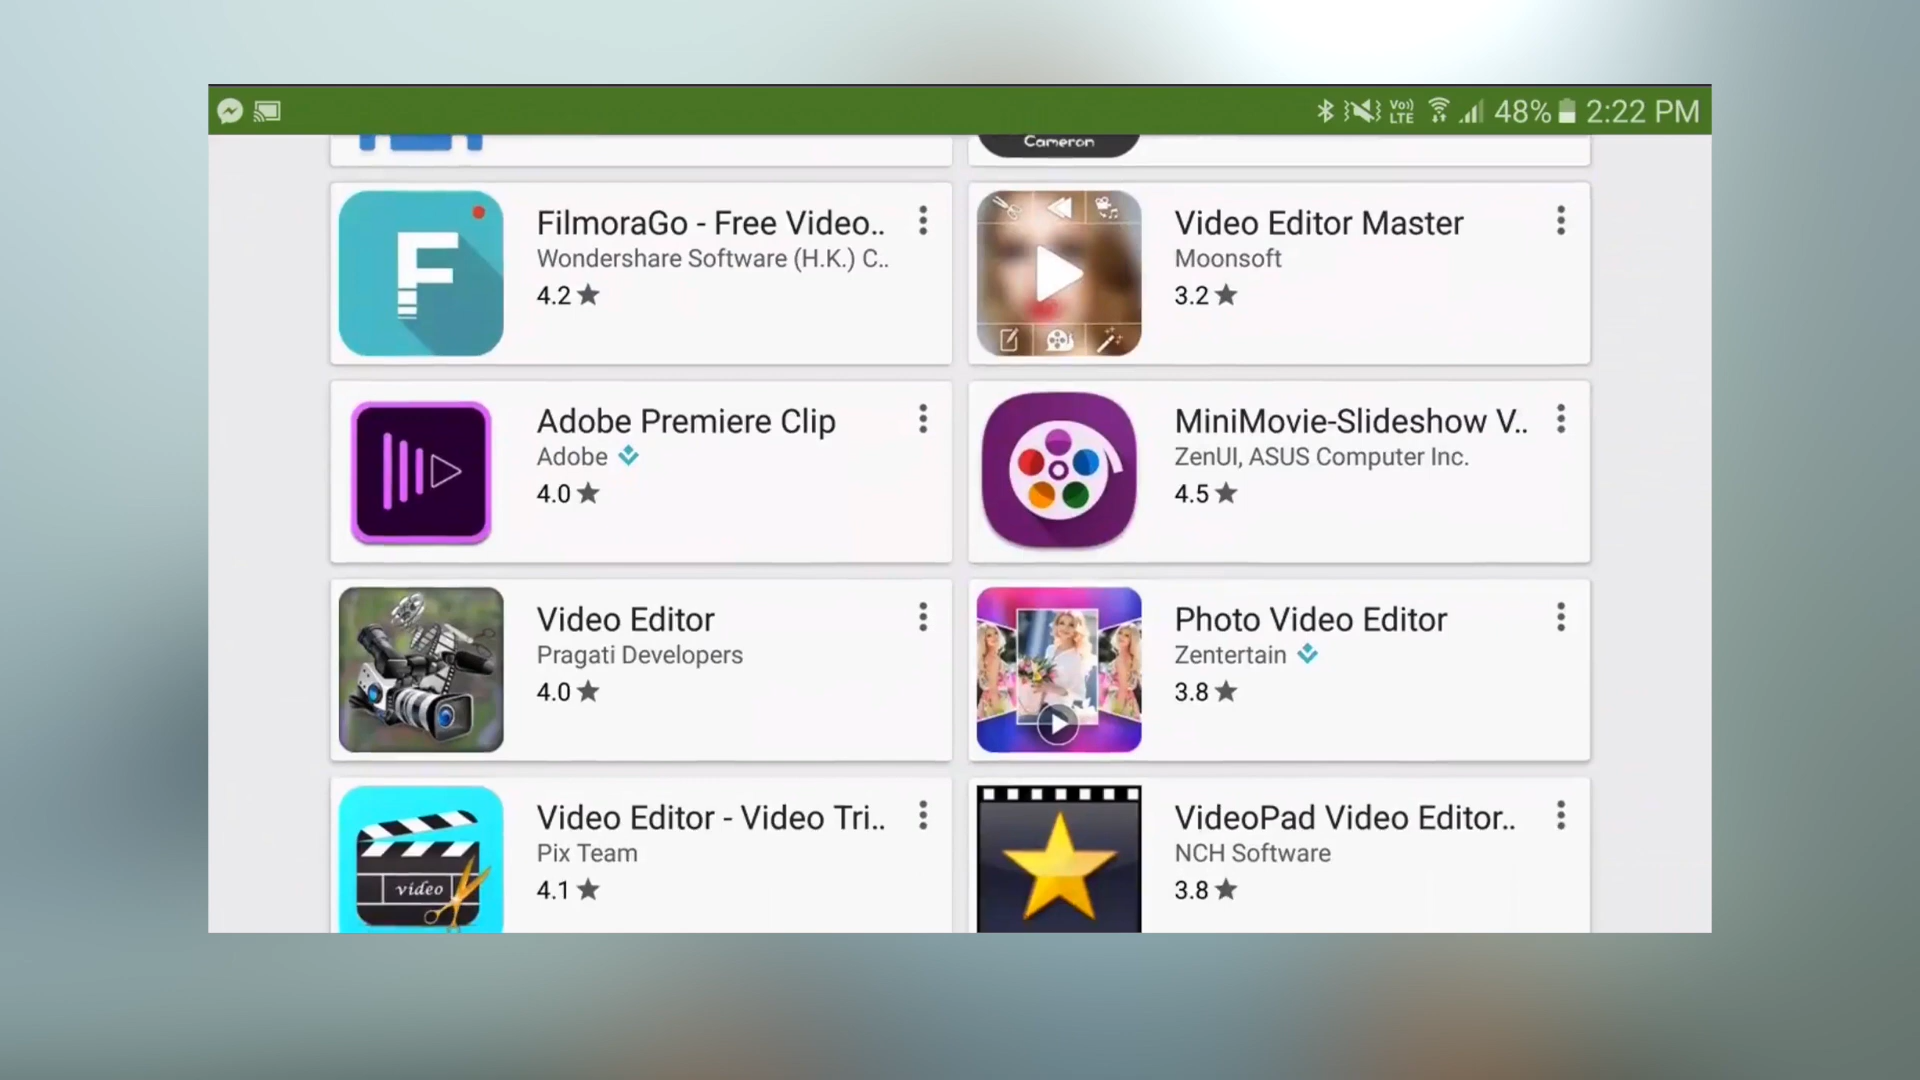 Vo))
LTE
48%
2:22 PM
Cameron
FilmoraGo - Free Video..
Wondershare Software (H.K.) C..
4.2
Video Editor Master
Moonsoft
3.2
Adobe Premiere Clip
Adobe
4.0
MiniMovie-Slideshow V..
ZenUI, ASUS Computer Inc.
4.5
Video Editor
Pragati Developers
4.0
Photo Video Editor
Zentertain
3.8
video
Video Editor - Video Tri..
Pix Team
4.1
VideoPad Video Editor..
NCH Software
3.8